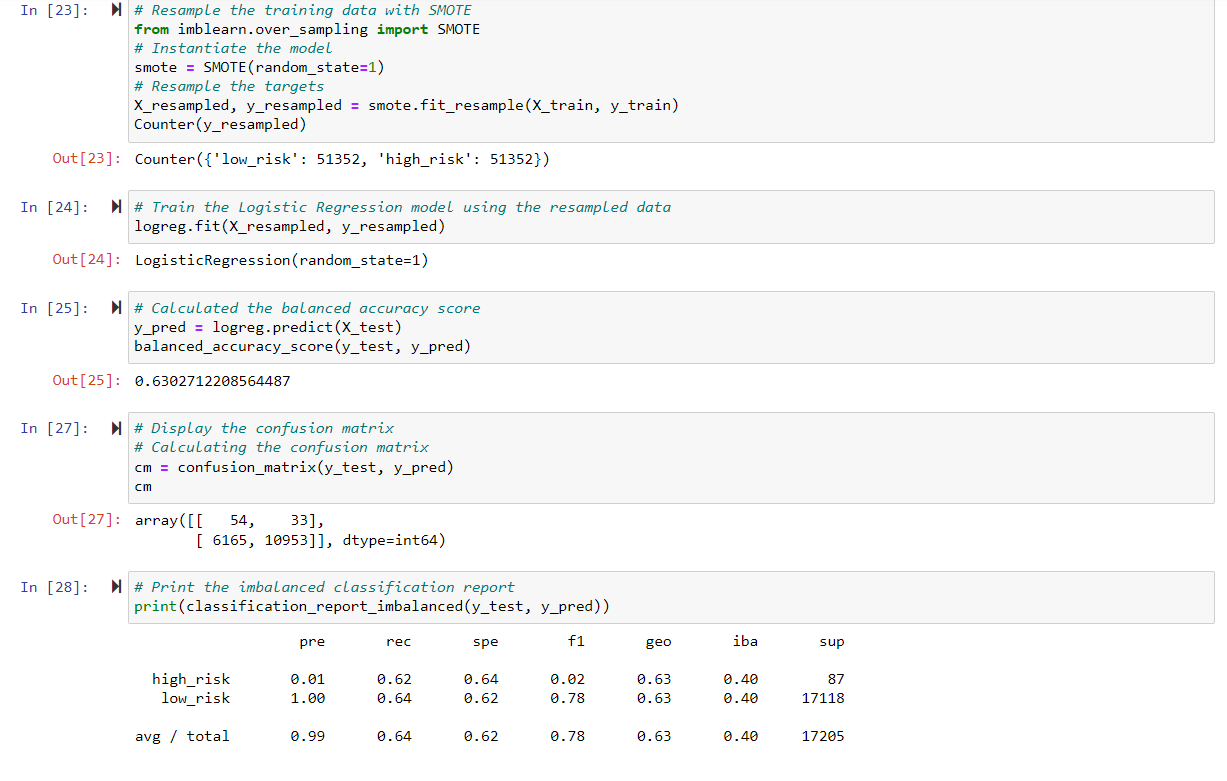 In [23]: # Resample the training data with SMOTE
from imblearn.over_sampling import SMOTE
# Instantiate the model
smote = SMOTE(random_state=1)
# Resample the targets
X_resampled, y_resampled = smote.fit_resample(X_train, y_train)
Counter(y_resampled)
Out[23]: Counter({'low_risk': 51352, 'high_risk': 51352})
In [24]: # Train the Logistic Regression model using the resampled data
logreg.fit(X_resampled, y_resampled)
Out[24]: LogisticRegression(random_state=1)
In [25]: # Calculated the balanced accuracy score
y_pred = logreg.predict(X_test)
balanced_accuracy_score(y_test, y_pred)
Out[25]: 0.6302712208564487
In [27]: # Display the confusion matrix
# Calculating the confusion matrix
cm = confusion_matrix(y_test, y_pred)
cm
Out[27]: array([[   54,    33],
[ 6165, 10953]], dtype=int64)
In [28]: # Print the imbalanced classification report
print(classification_report_imbalanced(y_test, y_pred))
pre rec spe f1 geo iba sup
high_risk 0.01 0.62 0.64 0.02 0.63 0.40 87
low_risk 1.00 0.64 0.62 0.78 0.63 0.40 17118
avg / total 0.99 0.64 0.62 0.78 0.63 0.40 17205